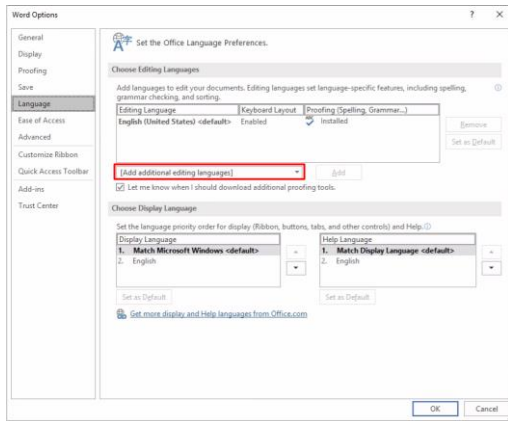 Word Options
? ×
General
Display
Proofing
Save
Language
Ease of Access
Advanced
Customize Ribbon
Quick Access Toolbar
Add-ins
Trust Center
Set the Office Language Preferences.
Choose Editing Languages
Add languages to edit your documents. Editing languages set language-specific features, including spelling,
grammar checking, and sorting.
Editing Language Keyboard Layout Proofing (Spelling, Grammar...)
English (United States) <default> Enabled Installed
Remove
Set as Default
[Add additional editing languages] Add
Let me know when I should download additional proofing tools.
Choose Display Language
Set the language priority order for display (Ribbon, buttons, tabs, and other controls) and Help.
Display Language
1. Match Microsoft Windows <default>
2. English
Set as Default
Help Language
1. Match Display Language <default>
2. English
Set as Default
Get more display and Help languages from Office.com
OK Cancel